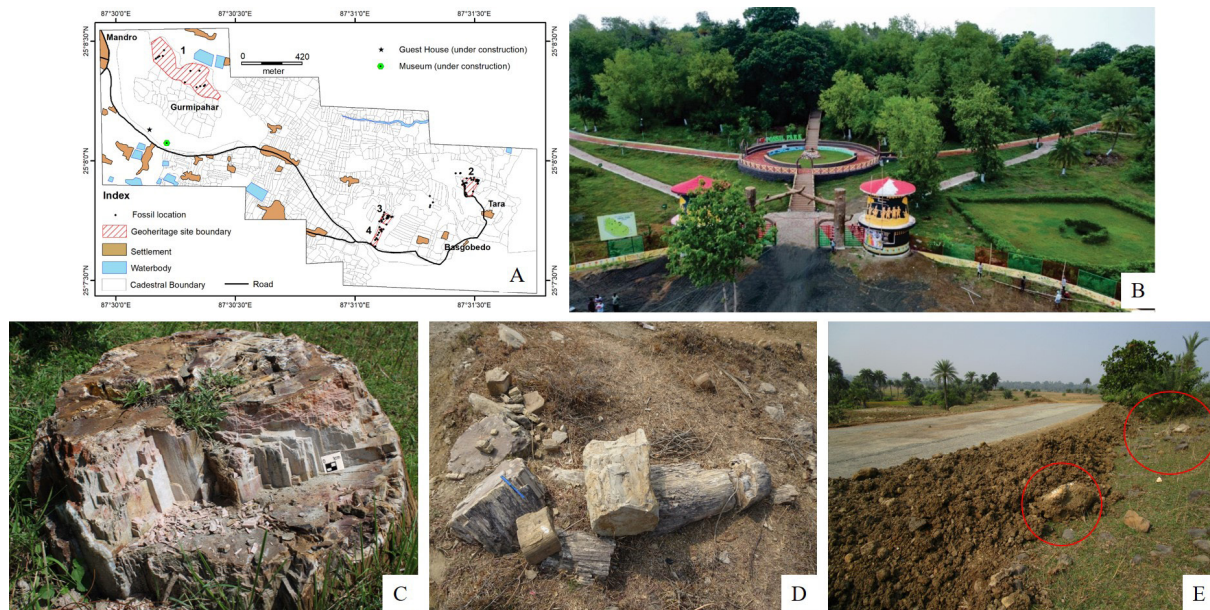 87°30'0"E
87°30'30"E
87°31'0"E
87°31'30"E
25°8'30"N
25°8'0"N
25°7'30"N
25°8'30"N
25°8'0"N
25°7'30"N
Mandro
1
Gurmipahar
0 420
meter
Guest House (under construction)
Museum (under construction)
2
Tara
3
4
Basgobedo
Index
Fossil location
Geoheritage site boundary
Settlement
Waterbody
Cadestral Boundary
Road
87°30'0"E
87°30'30"E
87°31'0"E
87°31'30"E
A
B
C
D
E